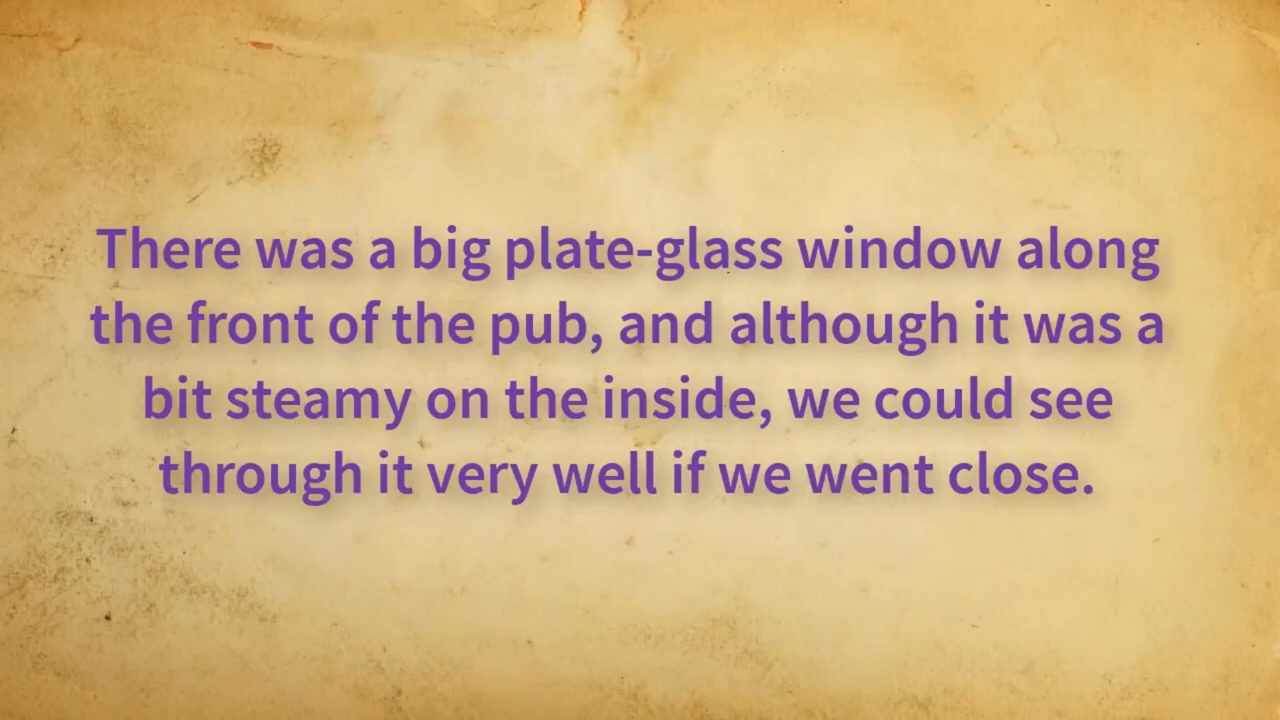 There was a big plate-glass window along
the front of the pub, and although it was a
bit steamy on the inside, we could see
through it very well if we went close.